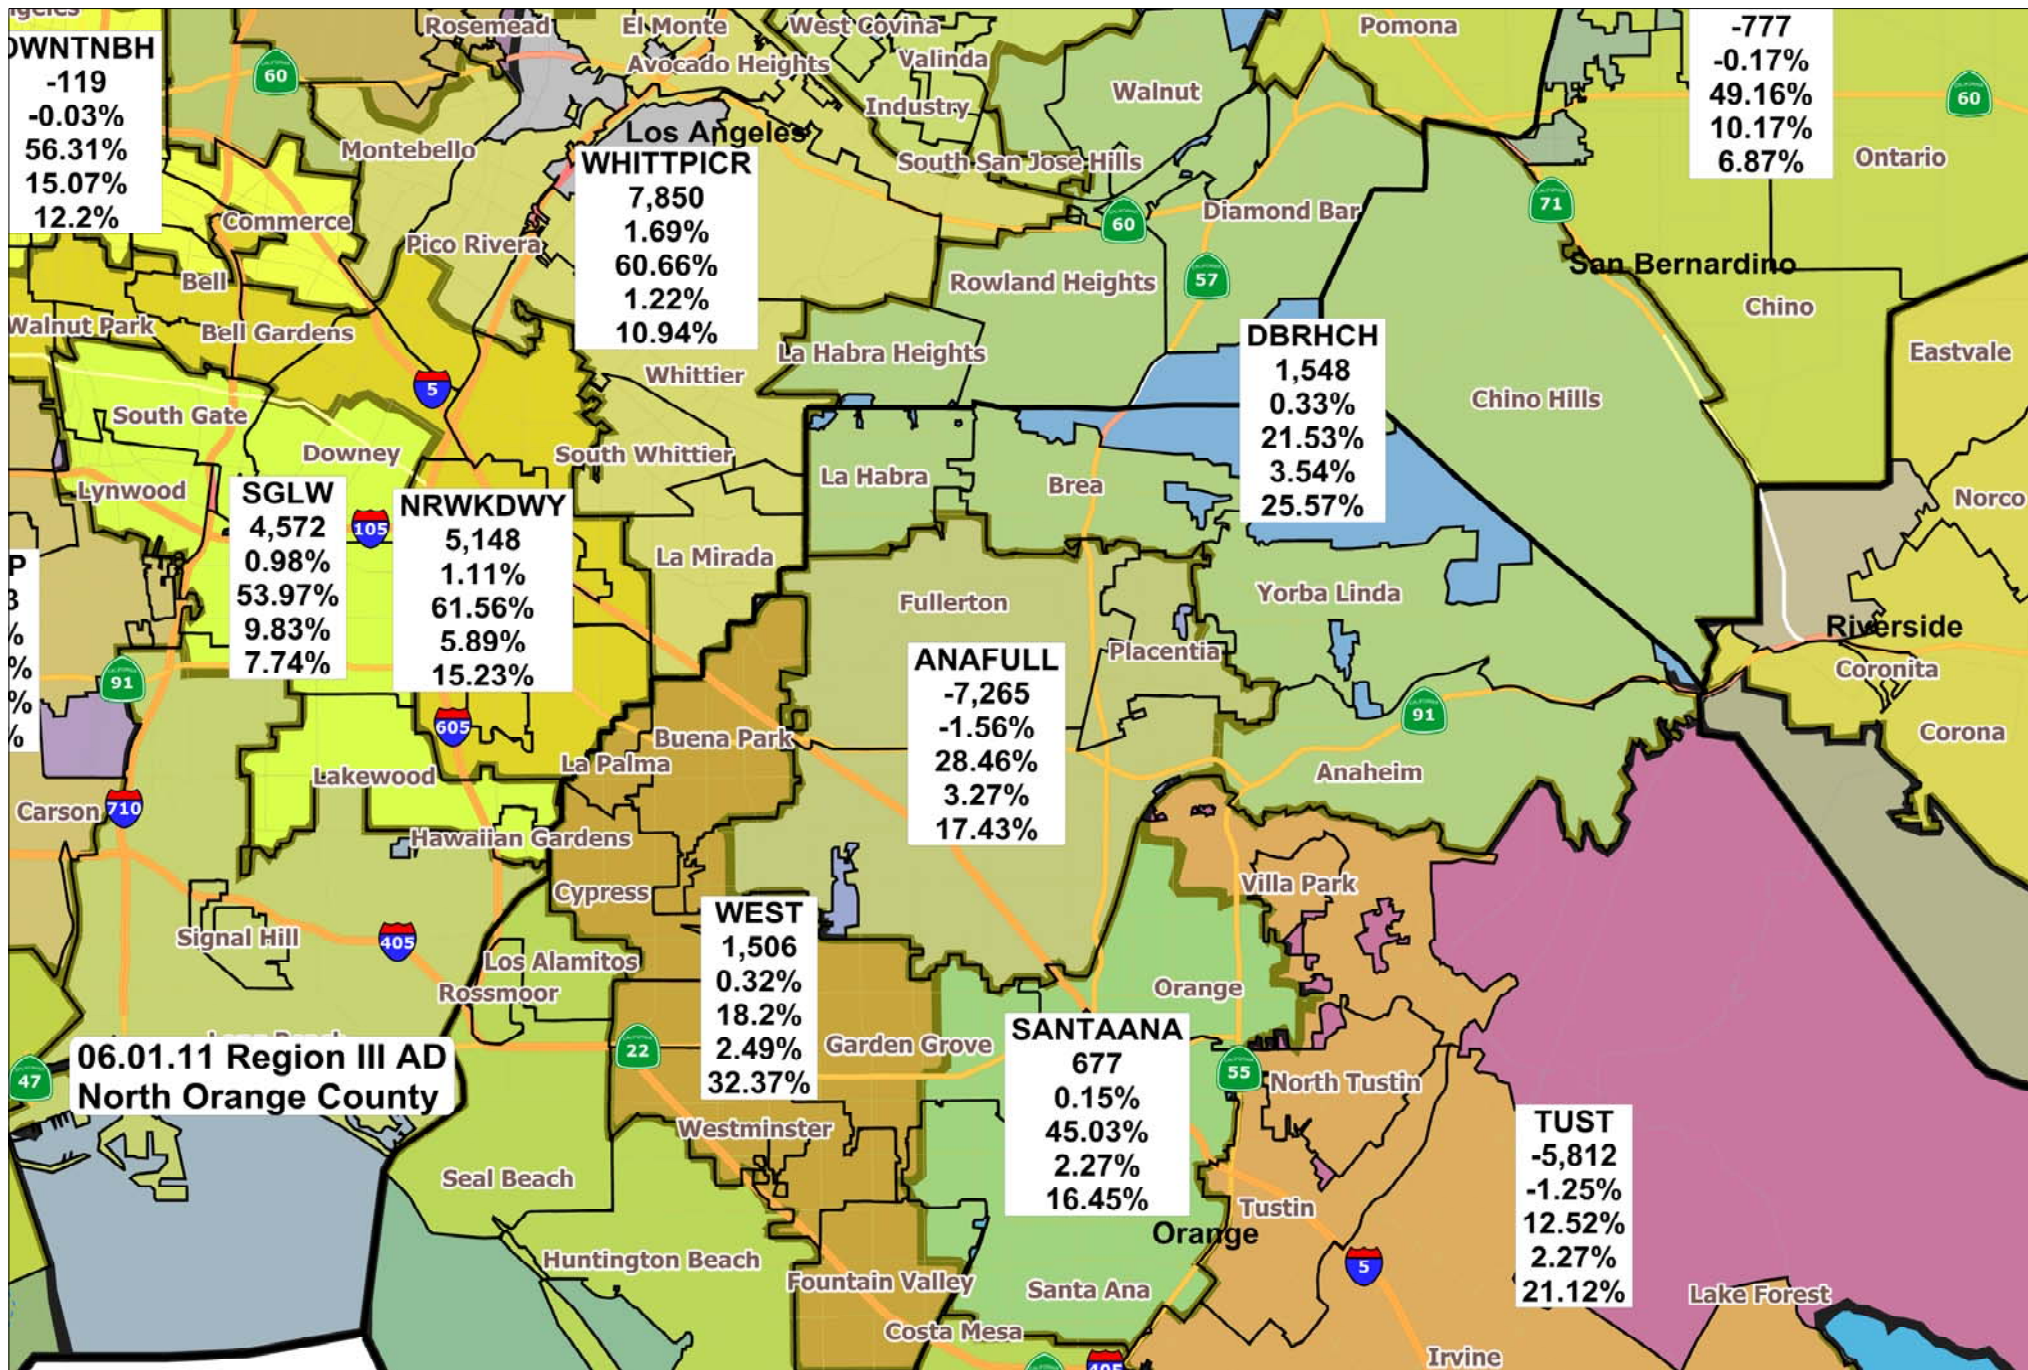 Rosemead
El Monte
West Covina
Pomona
-777
-0.17%
49.16%
10.17%
6.87%
DWNTNBH
-119
-0.03%
56.31%
15.07%
12.2%
60
Avocado Heights
Valinda
Walnut
60
Industry
Montebello
Los Angeles
South San Jose Hills
Ontario
WHITTPICR
7,850
1.69%
60.66%
1.22%
10.94%
Commerce
Pico Rivera
60
Diamond Bar
71
San Bernardino
Bell
Rowland Heights
57
Chino
Walnut Park
Bell Gardens
La Habra Heights
Eastvale
DBRHCH
1,548
0.33%
21.53%
3.54%
25.57%
5
Whittier
Chino Hills
South Gate
Downey
South Whittier
La Habra
Brea
Lynwood
Norco
SGLW
4,572
0.98%
53.97%
9.83%
7.74%
105
NRWKDWY
5,148
1.11%
61.56%
5.89%
15.23%
La Mirada
P
3
%
%
%
%
Fullerton
Yorba Linda
Riverside
Placentia
Coronita
91
ANAFULL
-7,265
-1.56%
28.46%
3.27%
17.43%
91
605
Buena Park
Corona
La Palma
Anaheim
Lakewood
Carson
710
Hawaiian Gardens
Cypress
Villa Park
WEST
1,506
0.32%
18.2%
2.49%
32.37%
Signal Hill
405
Los Alamitos
Rossmoor
Orange
22
Garden Grove
SANTAANA
677
0.15%
45.03%
2.27%
16.45%
06.01.11 Region III AD
North Orange County
47
55
North Tustin
Westminster
TUST
-5,812
-1.25%
12.52%
2.27%
21.12%
Seal Beach
Tustin
Orange
Huntington Beach
5
Fountain Valley
Santa Ana
Lake Forest
Costa Mesa
Irvine
405